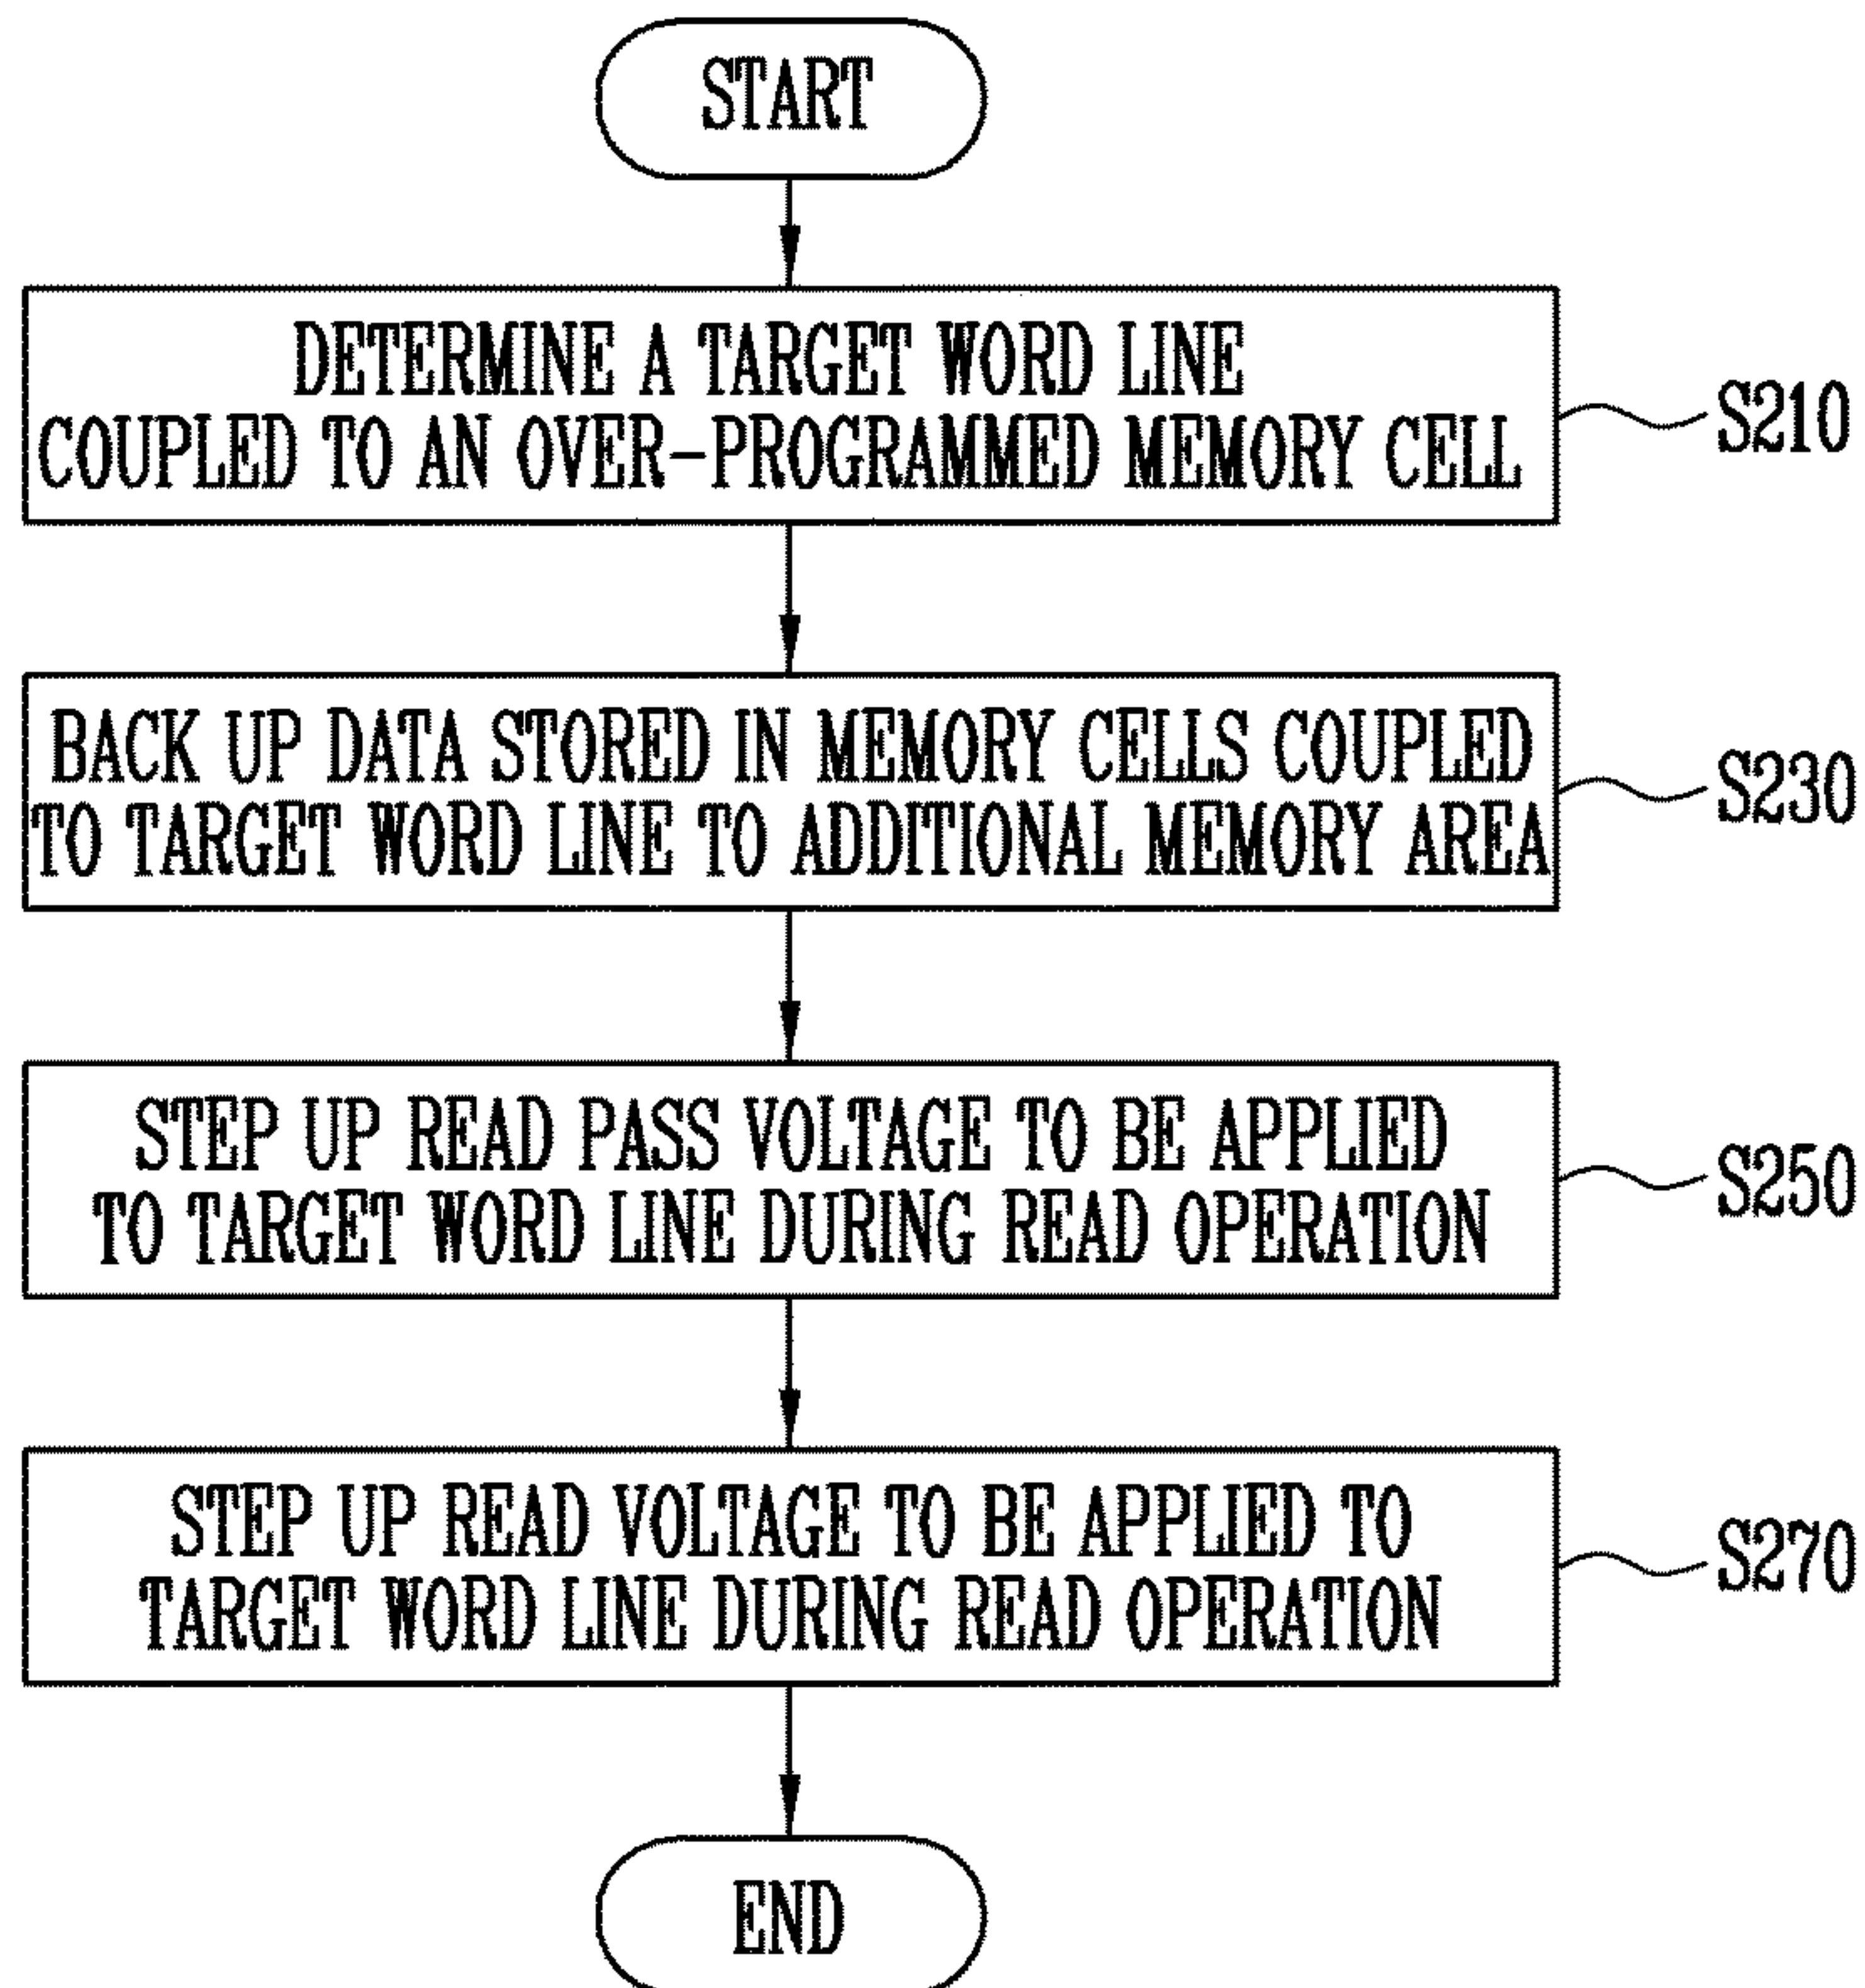 START
DETERMINE A TARGET WORD LINE
COUPLED TO AN OVER-PROGRAMMED MEMORY CELL
S210
BACK UP DATA STORED IN MEMORY CELLS COUPLED
TO TARGET WORD LINE TO ADDITIONAL MEMORY AREA
S230
STEP UP READ PASS VOLTAGE TO BE APPLIED
TO TARGET WORD LINE DURING READ OPERATION
S250
STEP UP READ VOLTAGE TO BE APPLIED TO
TARGET WORD LINE DURING READ OPERATION
S270
END